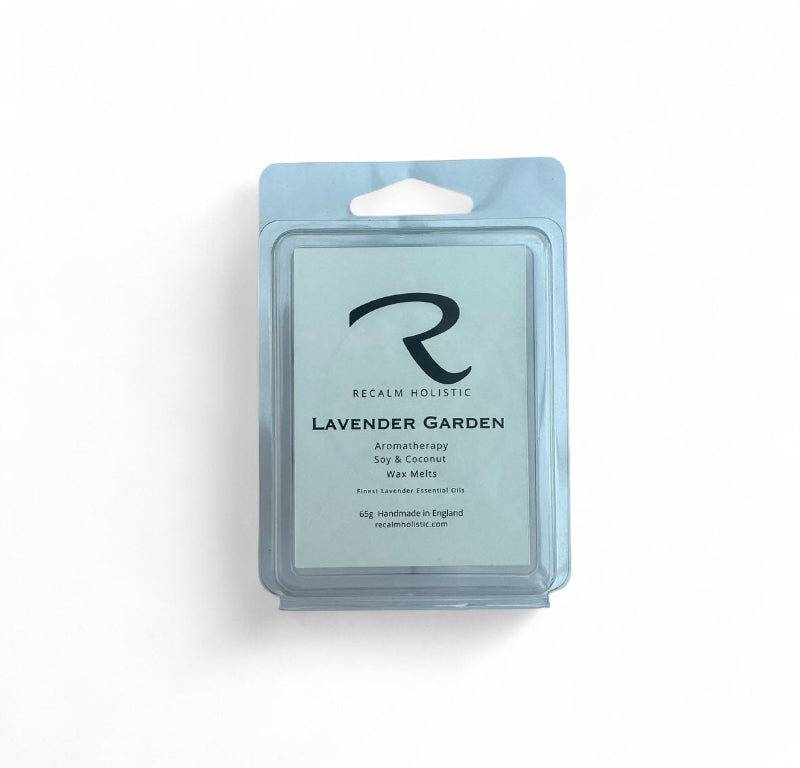 R
RECALM HOLISTIC
LAVENDER GARDEN
Aromatherapy
Soy & Coconut
Wax Melts
Finest Lavender Essential Oils
65g Handmade in England
recalmholistic.com